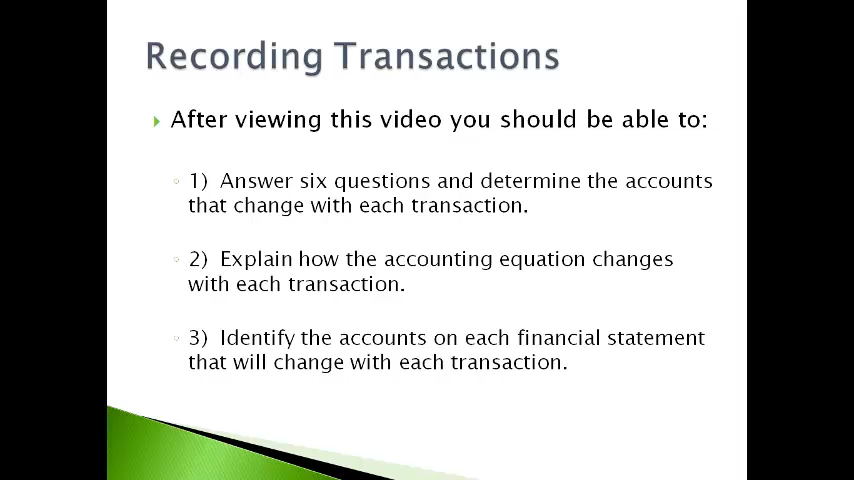 Recording Transactions
After viewing this video you should be able to:
1) Answer six questions and determine the accounts
that change with each transaction.
2) Explain how the accounting equation changes
with each transaction.
3) Identify the accounts on each financial statement
that will change with each transaction.